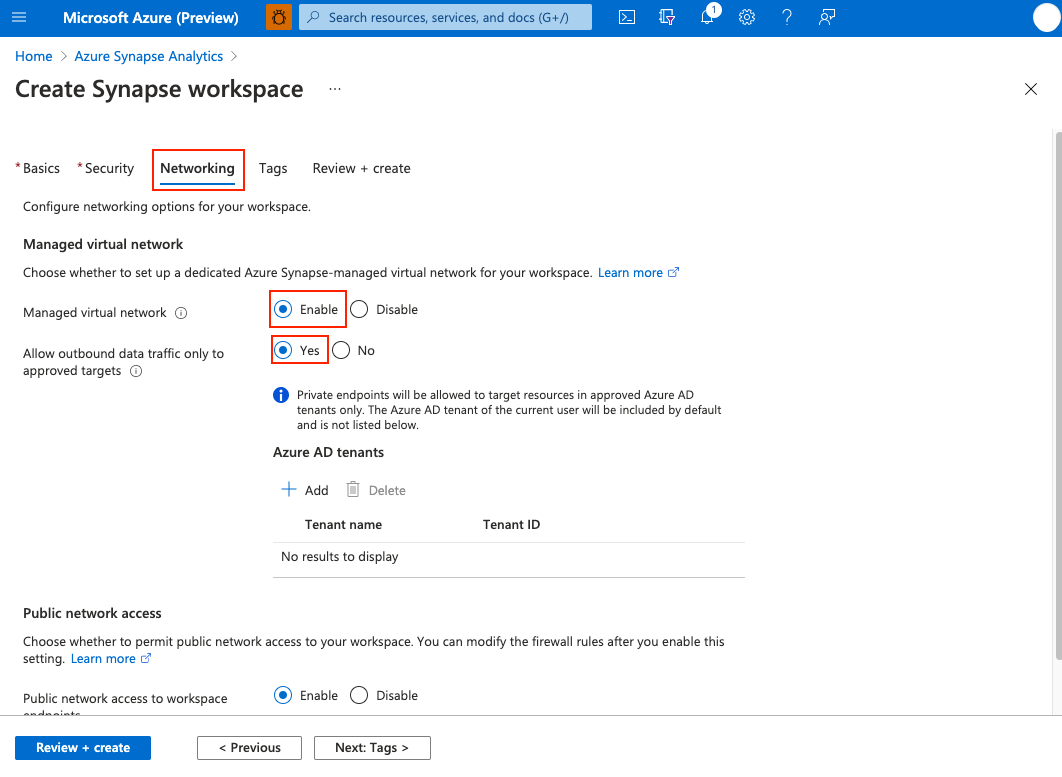 Microsoft Azure (Preview)
Search resources, services, and docs (G+/)
1
Home > Azure Synapse Analytics >
Create Synapse workspace ...
* Basics * Security Networking Tags Review + create
Configure networking options for your workspace.
Managed virtual network
Choose whether to set up a dedicated Azure Synapse-managed virtual network for your workspace. Learn more
Managed virtual network
Enable Disable
Allow outbound data traffic only to
approved targets
Yes No
Private endpoints will be allowed to target resources in approved Azure AD
tenants only. The Azure AD tenant of the current user will be included by default
and is not listed below.
Azure AD tenants
Add Delete
Tenant name Tenant ID
No results to display
Public network access
Choose whether to permit public network access to your workspace. You can modify the firewall rules after you enable this
setting. Learn more
Public network access to workspace
endpoints
Enable Disable
Review + create < Previous Next: Tags >